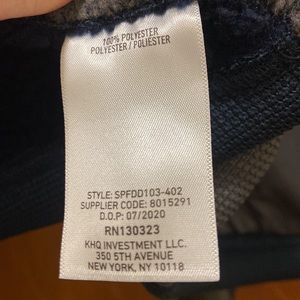 100% POLYESTER
POLYESTER / POLIÉSTER
STYLE: SPFDD103-402
SUPPLIER CODE: 8015291
D.O.P: 07/2020
RN130323
KHQ INVESTMENT LLC.
350 5TH AVENUE
NEW YORK, NY 10118